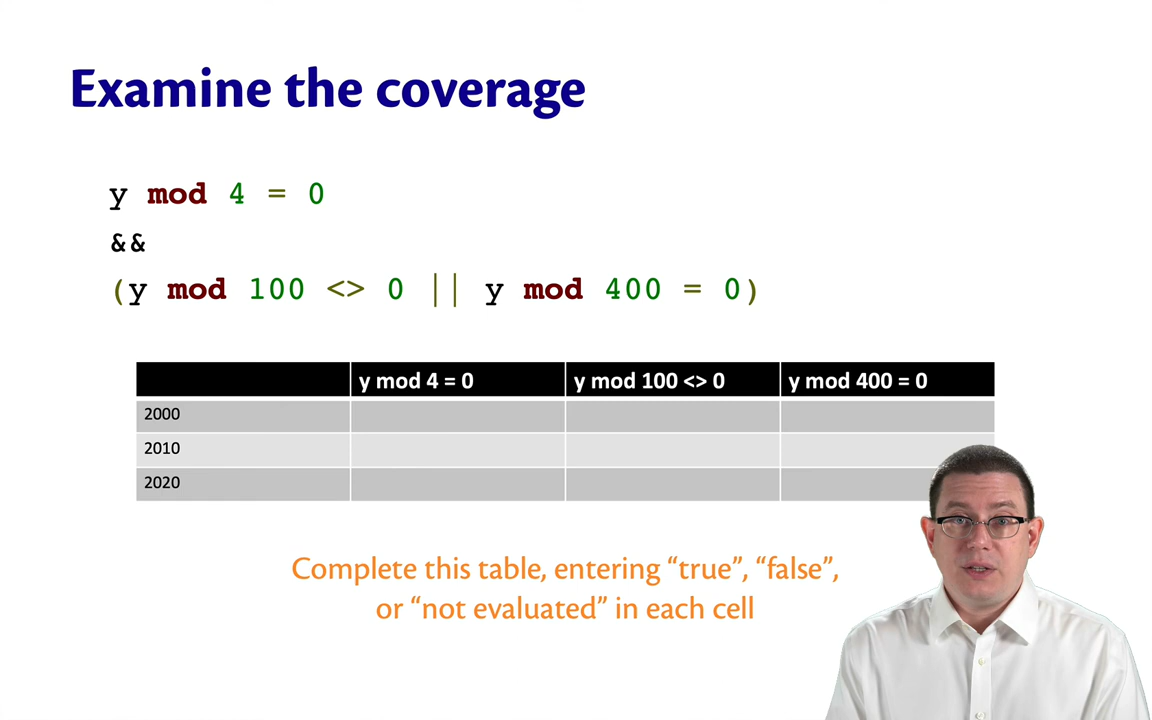 Examine the coverage
y mod 4 = 0
&&
(y mod 100 <> 0 || y mod 400 = 0)
y mod 4 = 0 y mod 100 <> 0 y mod 400 = 0
2000
2010
2020
Complete this table, entering “true”, “false”,
or “not evaluated” in each cell